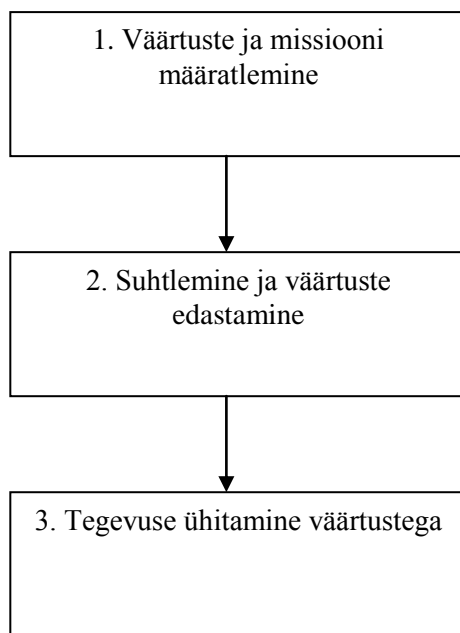 1. Väärtuste ja missiooni
määratlemine
2. Suhtlemine ja väärtuste
edastamine
3. Tegevuse ühitamine väärtustega